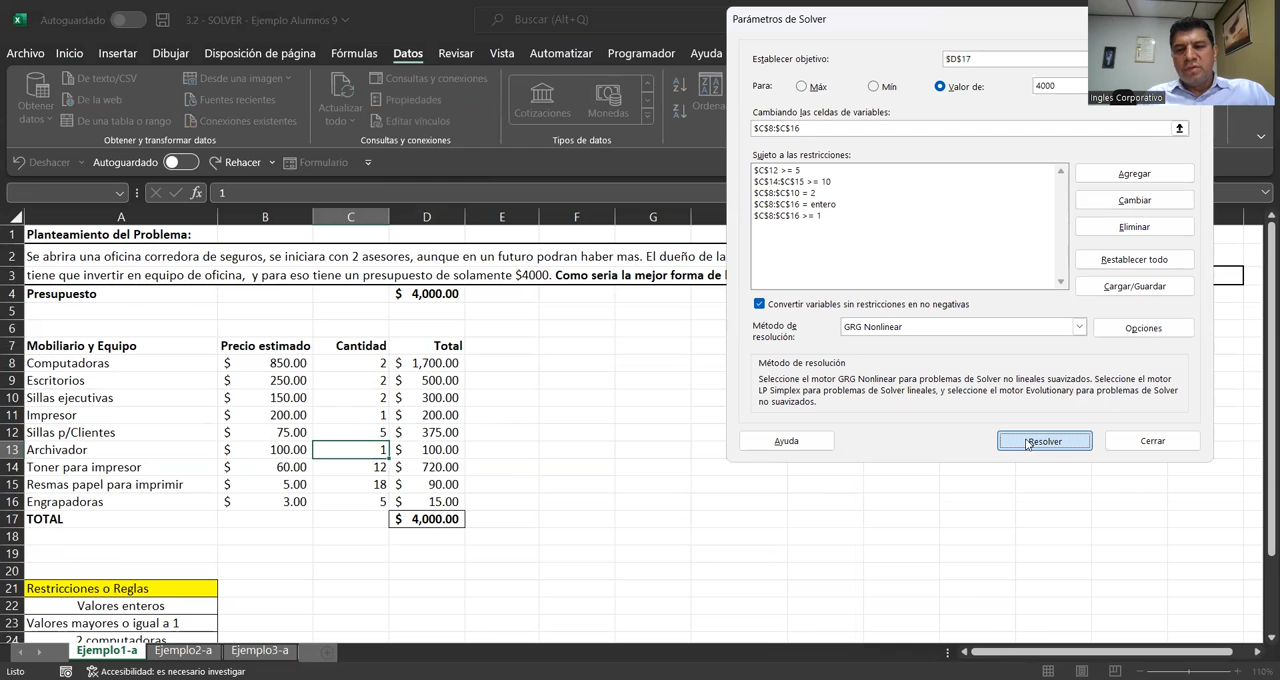 Autoguardado
3.2 - SOLVER - Ejemplo Alumnos 9
Buscar (Alt+Q)
Archivo Inicio Insertar Dibujar Disposición de página Fórmulas Datos Revisar Vista Automatizar Programador Ayuda
Obtener datos
De texto/CSV
De la web
De una tabla o rango
Desde una imagen
Fuentes recientes
Conexiones existentes
Obtener y transformar datos
Actualizar todo
Consultas y conexiones
Propiedades
Editar vínculos
Consultas y conexiones
Cotizaciones
Monedas
Tipos de datos
Ordena
Deshacer
Autoguardado
Rehacer
Formulario
fx 1
A B C D E F G
1 Planteamiento del Problema:
2 Se abrira una oficina corredora de seguros, se iniciara con 2 asesores, aunque en un futuro podran haber mas. El dueño de la
3 tiene que invertir en equipo de oficina, y para eso tiene un presupuesto de solamente $4000. Como seria la mejor forma de
4 Presupuesto $ 4,000.00
5
6
7 Mobiliario y Equipo Precio estimado Cantidad Total
8 Computadoras $ 850.00 2 $ 1,700.00
9 Escritorios $ 250.00 2 $ 500.00
10 Sillas ejecutivas $ 150.00 2 $ 300.00
11 Impresor $ 200.00 1 $ 200.00
12 Sillas p/Clientes $ 75.00 5 $ 375.00
13 Archivador $ 100.00 1 $ 100.00
14 Toner para impresor $ 60.00 12 $ 720.00
15 Resmas papel para imprimir $ 5.00 18 $ 90.00
16 Engrapadoras $ 3.00 5 $ 15.00
17 TOTAL $ 4,000.00
18
19
20
21 Restricciones o Reglas
22 Valores enteros
23 Valores mayores o igual a 1
24 2 computadoras
Ejemplo1-a Ejemplo2-a Ejemplo3-a
Listo
Accesibilidad: es necesario investigar
110%
Parámetros de Solver
Establecer objetivo: $D$17
Para: Máx Mín Valor de: 4000
Cambiando las celdas de variables:
$C$8:$C$16
Sujeto a las restricciones:
$C$12 >= 5
$C$14:$C$15 >= 10
$C$8:$C$10 = 2
$C$8:$C$16 = entero
$C$8:$C$16 >= 1
Agregar
Cambiar
Eliminar
Restablecer todo
Cargar/Guardar
Convertir variables sin restricciones en no negativas
Método de resolución:
GRG Nonlinear
Opciones
Método de resolución
Seleccione el motor GRG Nonlinear para problemas de Solver no lineales suavizados. Seleccione el motor
LP Simplex para problemas de Solver lineales, y seleccione el motor Evolutionary para problemas de Solver
no suavizados.
Ayuda
Resolver
Cerrar
Ingles Corporativo